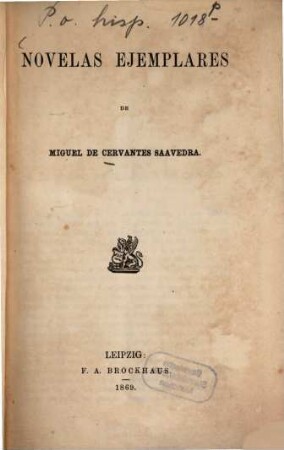 P. o. hisp. 1018 p
NOVELAS EJEMPLARES
DE
MIGUEL DE CERVANTES SAAVEDRA.
LEIPZIG:
F. A. BROCKHAUS.
1869.